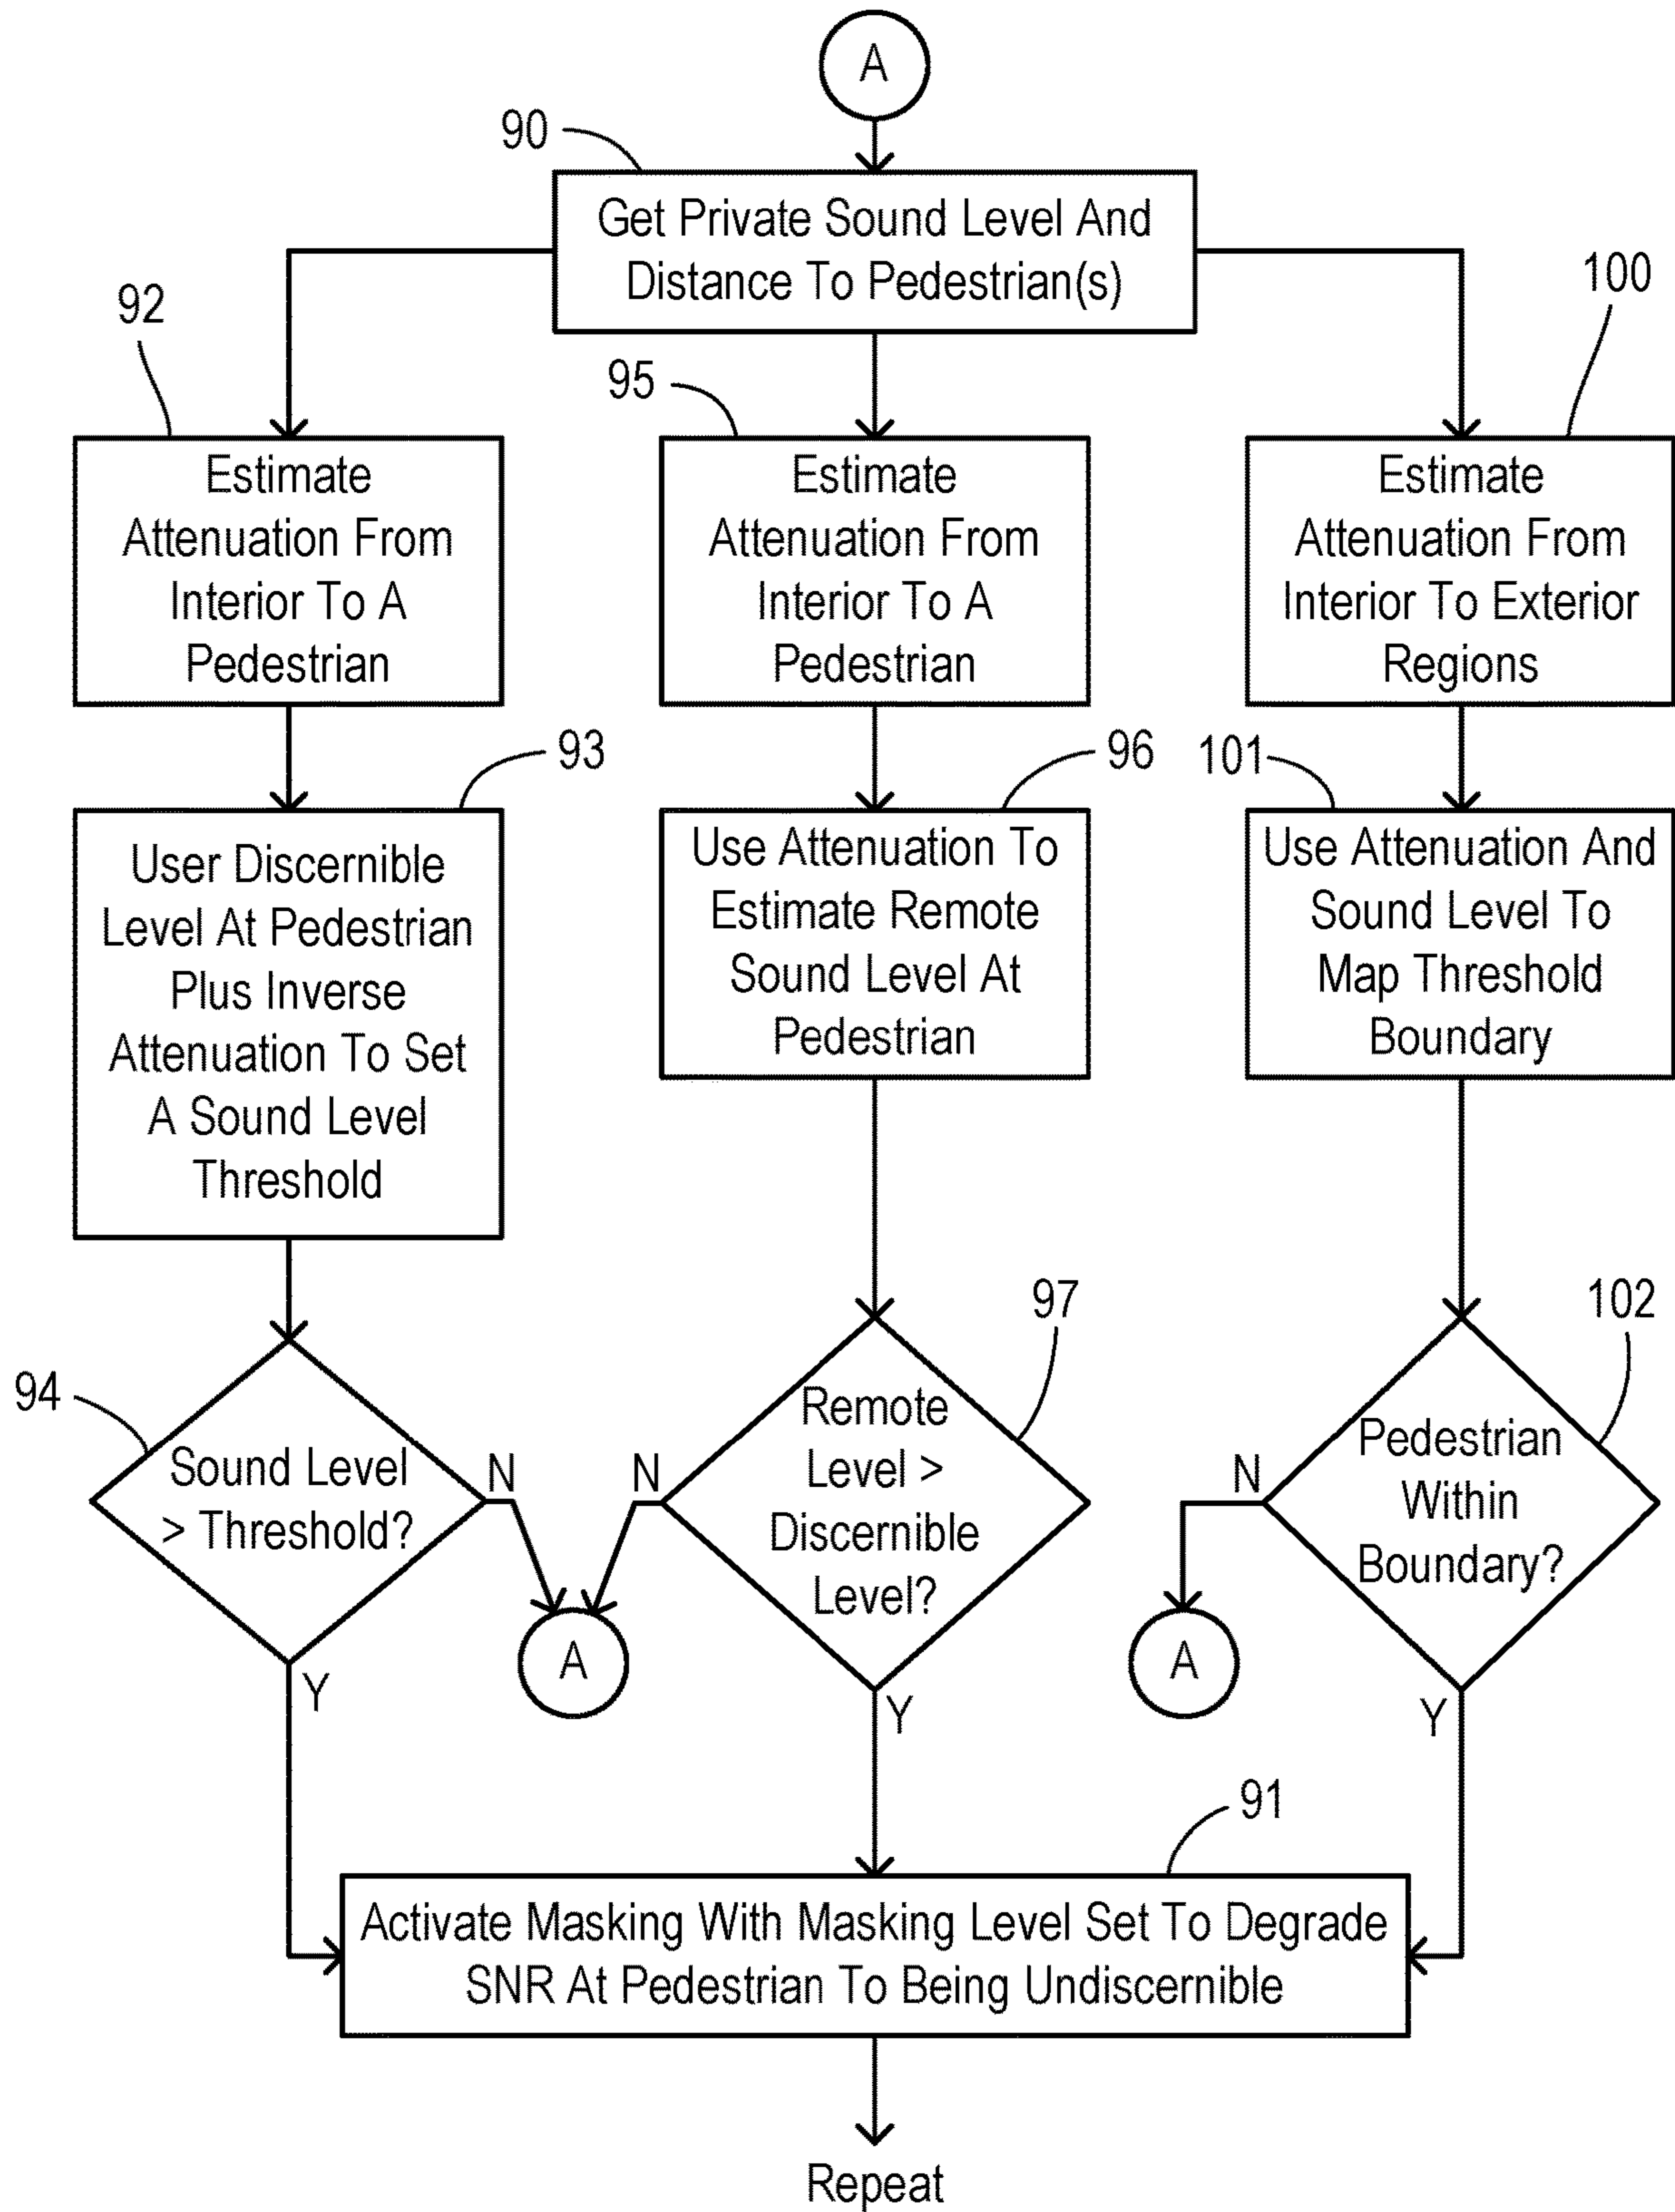 A
90
Get Private Sound Level And
Distance To Pedestrian(s)
92
Estimate
Attenuation From
Interior To A
Pedestrian
95
Estimate
Attenuation From
Interior To A
Pedestrian
100
Estimate
Attenuation From
Interior To Exterior
Regions
93
User Discernible
Level At Pedestrian
Plus Inverse
Attenuation To Set
A Sound Level
Threshold
96
Use Attenuation To
Estimate Remote
Sound Level At
Pedestrian
101
Use Attenuation And
Sound Level To
Map Threshold
Boundary
94
Sound Level
> Threshold?
N
Y
97
Remote
Level >
Discernible
Level?
N
Y
A
102
Pedestrian
Within
Boundary?
N
Y
A
91
Activate Masking With Masking Level Set To Degrade
SNR At Pedestrian To Being Undiscernible
Repeat